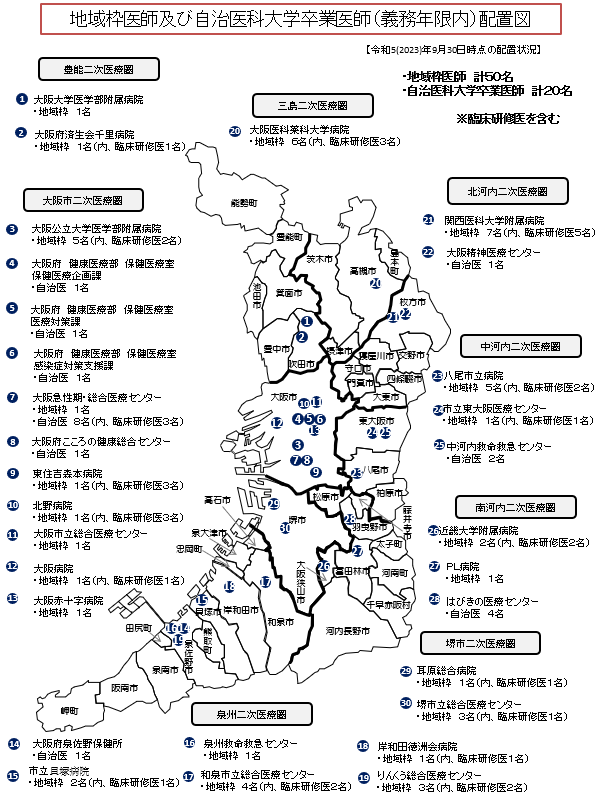 地域枠医師及び自治医科大学卒業医師（義務年限内）配置図
【令和5(2023)年9月30日時点の配置状況】
・地域枠医師　計50名
・自治医科大学卒業医師　計20名
※臨床研修医を含む
豊能二次医療圏
1 大阪大学医学部附属病院
・地域枠　1名
2 大阪府済生会千里病院
・地域枠　1名(内、臨床研修医1名)
三島二次医療圏
20 大阪医科薬科大学病院
・地域枠　6名(内、臨床研修医3名)
大阪市二次医療圏
3 大阪公立大学医学部附属病院
・地域枠　5名(内、臨床研修医2名)
4 大阪府　健康医療部　保健医療室
保健医療企画課
・自治医　1名
5 大阪府　健康医療部　保健医療室
医療対策課
・自治医　1名
6 大阪府　健康医療部　保健医療室
感染症対策支援課
・自治医　1名
7 大阪急性期・総合医療センター
・地域枠　1名
・自治医　8名(内、臨床研修医3名)
8 大阪府こころの健康総合センター
・自治医　1名
9 東住吉森本病院
・地域枠　1名(内、臨床研修医3名)
10 北野病院
・地域枠　1名(内、臨床研修医3名)
11 大阪市立総合医療センター
・地域枠　1名
12 大阪病院
・地域枠　1名(内、臨床研修医1名)
13 大阪赤十字病院
・地域枠　1名
北河内二次医療圏
21 関西医科大学附属病院
・地域枠　7名(内、臨床研修医5名)
22 大阪精神医療センター
・自治医　1名
中河内二次医療圏
23 八尾市立病院
・地域枠　5名(内、臨床研修医2名)
24 市立東大阪医療センター
・地域枠　1名(内、臨床研修医1名)
25 中河内救命救急センター
・自治医　2名
南河内二次医療圏
26 近畿大学附属病院
・地域枠　2名(内、臨床研修医2名)
27 PL病院
・地域枠　1名
28 はびきの医療センター
・自治医　4名
堺市二次医療圏
29 耳原総合病院
・地域枠　1名(内、臨床研修医1名)
30 堺市立総合医療センター
・地域枠　3名(内、臨床研修医1名)
泉州二次医療圏
14 大阪府泉佐野保健所
・自治医　1名
15 市立貝塚病院
・地域枠　2名(内、臨床研修医1名)
16 泉州救命救急センター
・地域枠　1名
17 和泉市立総合医療センター
・地域枠　4名(内、臨床研修医2名)
18 岸和田徳洲会病院
・地域枠　1名(内、臨床研修医1名)
19 りんくう総合医療センター
・地域枠　3名(内、臨床研修医2名)
能勢町
豊能町
茨木市
高槻市
島本町
20
池田市
箕面市
枚方市
21
22
1
2
豊中市
吹田市
摂津市
寝屋川市
交野市
守口市
門真市
四條畷市
大東市
大阪市
10
11
12
4
5
6
13
3
7
8
9
東大阪市
24
25
八尾市
23
柏原市
松原市
藤井寺市
高石市
29
堺市
30
28
羽曳野市
太子町
27
泉大津市
忠岡町
大阪狭山市
26
富田林市
河南町
千早赤阪村
河内長野市
17
和泉市
18
岸和田市
15
貝塚市
熊取町
16
14
19
泉佐野市
田尻町
泉南市
阪南市
岬町